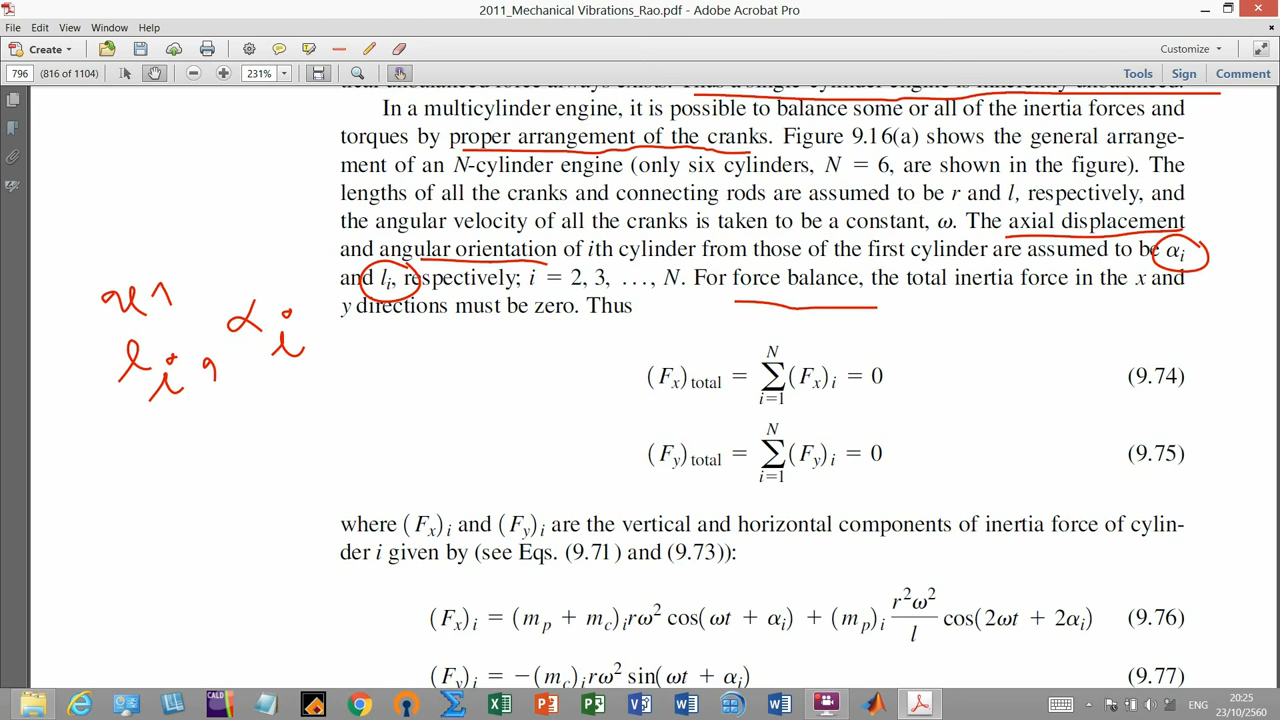 2011_Mechanical Vibrations_Rao.pdf - Adobe Acrobat Pro
File Edit View Window Help
Create Customize
796 (816 of 1104) 231% Tools Sign Comment
In a multicylinder engine, it is possible to balance some or all of the inertia forces and
torques by proper arrangement of the cranks. Figure 9.16(a) shows the general arrange-
ment of an N-cylinder engine (only six cylinders, N = 6, are shown in the figure). The
lengths of all the cranks and connecting rods are assumed to be r and l, respectively, and
the angular velocity of all the cranks is taken to be a constant, ω. The axial displacement
and angular orientation of ith cylinder from those of the first cylinder are assumed to be αᵢ
and lᵢ, respectively; i = 2, 3, …, N. For force balance, the total inertia force in the x and
y directions must be zero. Thus
lᵢ , αᵢ
(Fₓ)total = ∑ᵢ₌₁ᴺ (Fₓ)ᵢ = 0 (9.74)
(Fy)total = ∑ᵢ₌₁ᴺ (Fy)ᵢ = 0 (9.75)
where (Fₓ)ᵢ and (Fy)ᵢ are the vertical and horizontal components of inertia force of cylin-
der i given by (see Eqs. (9.71) and (9.73)):
(Fₓ)ᵢ = (mp + mc)ᵢrω² cos(ωt + αᵢ) + (mp)ᵢ r²ω²/l cos(2ωt + 2αᵢ) (9.76)
(Fy)ᵢ = −(mc)ᵢrω² sin(ωt + αᵢ) (9.77)
CALD
ENG
20:25
23/10/2560